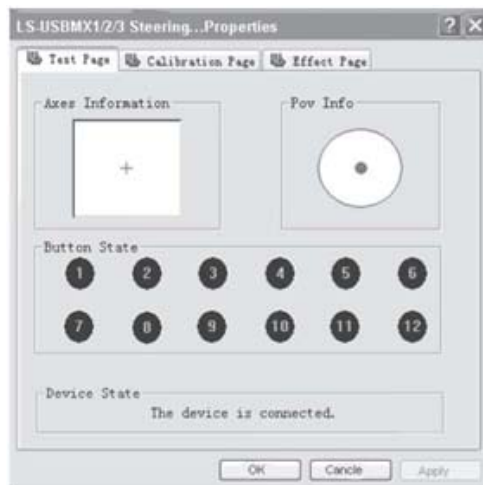 LS-USBMX1/2/3 Steering...Properties
Test Page Calibration Page Effect Page
Axes Information Pov Info
Button State
1 2 3 4 5 6
7 8 9 10 11 12
Device State
The device is connected.
OK Cancle Apply